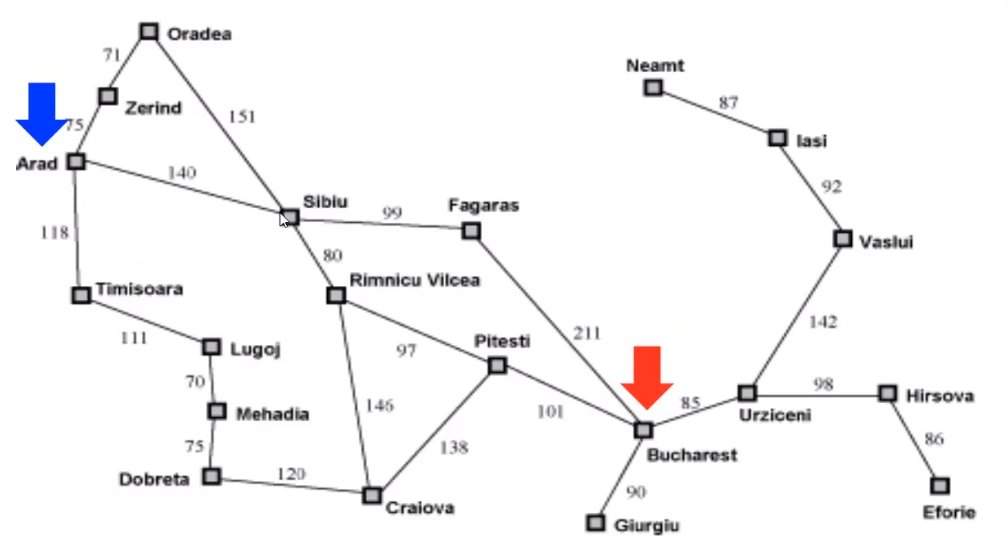 Oradea
71
Neamt
87
Zerind
75
151
Iasi
Arad
140
92
Sibiu
99
Fagaras
118
80
Vaslui
Timisoara
Rimnicu Vilcea
142
211
111
Lugoj
97
Pitesti
70
98
146
101
85
Hirsova
Mehadia
Urziceni
75
138
86
Bucharest
Dobreta
120
90
Craiova
Eforie
Giurgiu